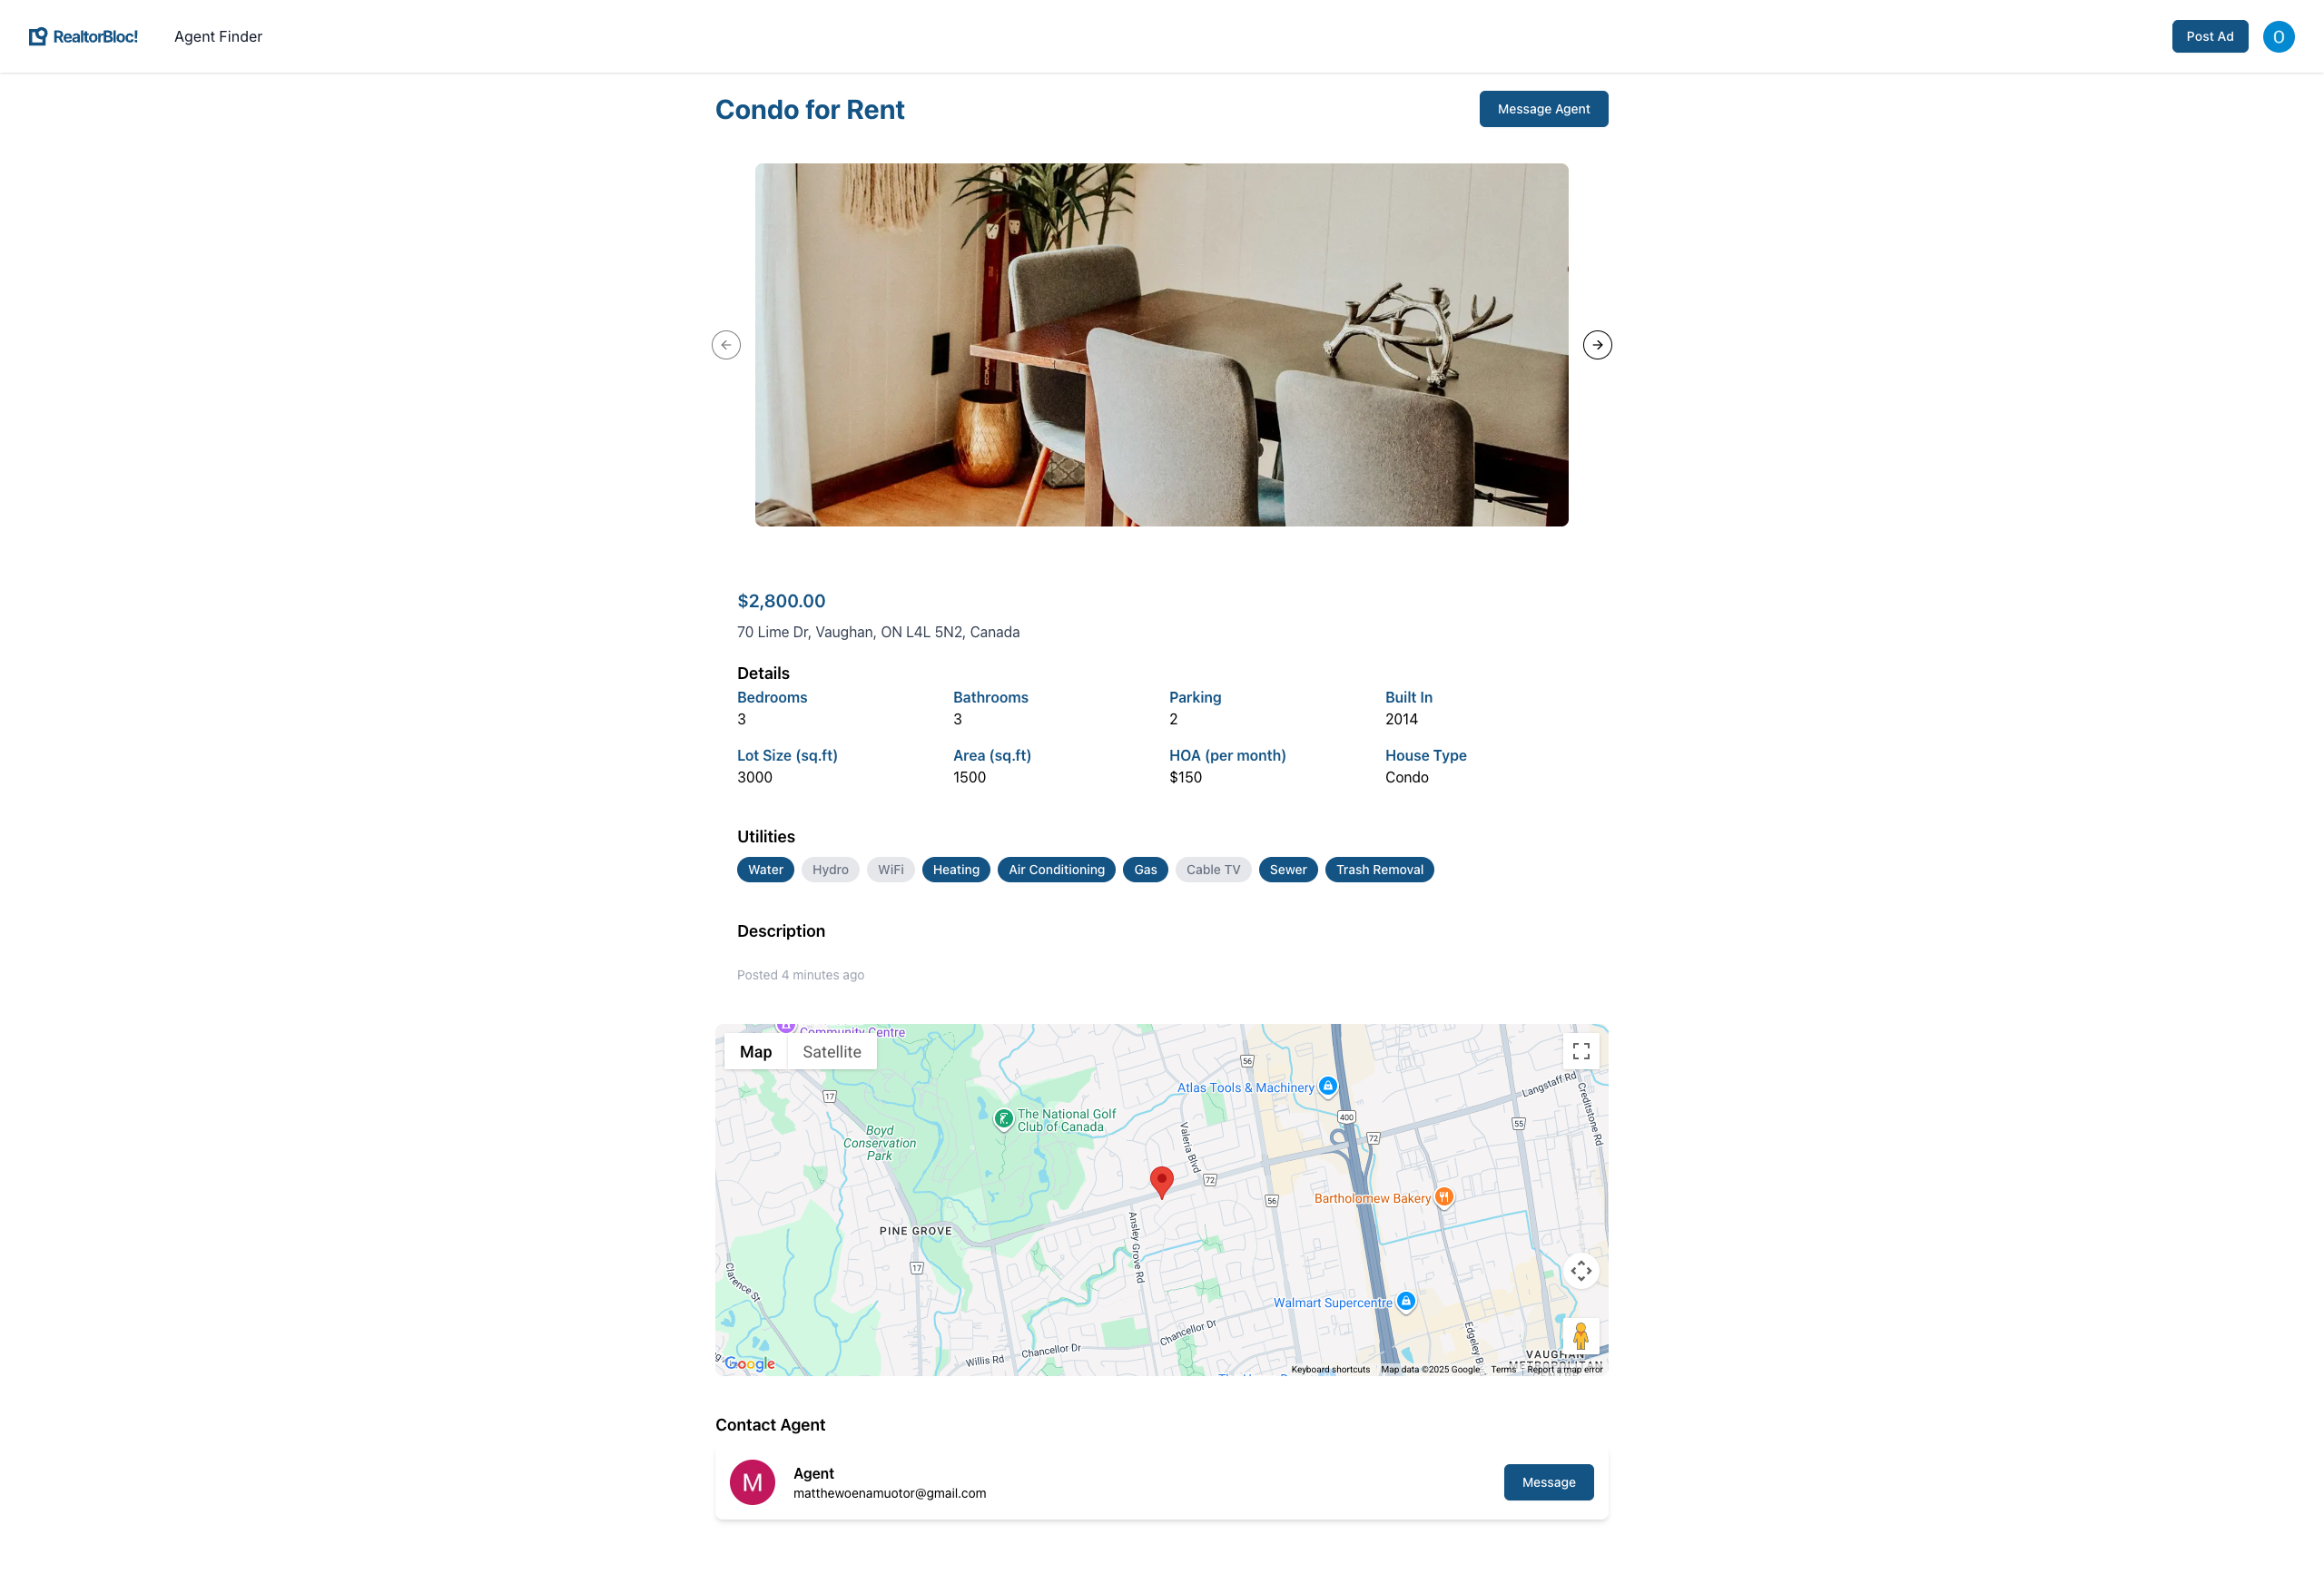 RealtorBloc!
Agent Finder
Post Ad
O
Condo for Rent
Message Agent
$2,800.00
70 Lime Dr, Vaughan, ON L4L 5N2, Canada
Details
Bedrooms
3
Bathrooms
3
Parking
2
Built In
2014
Lot Size (sq.ft)
3000
Area (sq.ft)
1500
HOA (per month)
$150
House Type
Condo
Utilities
Water Hydro WiFi Heating Air Conditioning Gas Cable TV Sewer Trash Removal
Description
Posted 4 minutes ago
Community Centre
Map Satellite
56
Atlas Tools & Machinery
Langstaff Rd
Creditstone Rd
17
The National Golf
Club of Canada
400
55
Boyd
Conservation
Park
Valeria Blvd
72
72
56
Bartholomew Bakery
PINE GROVE
Ansley Grove Rd
17
Clarence St
Walmart Supercentre
Chancellor Dr
Edgeley B
Chancellor Dr
Willis Rd
VAUGHAN
METROPOLITAN
Google
Keyboard shortcuts Map data ©2025 Google Terms Report a map error
Contact Agent
M
Agent
matthewoenamuotor@gmail.com
Message